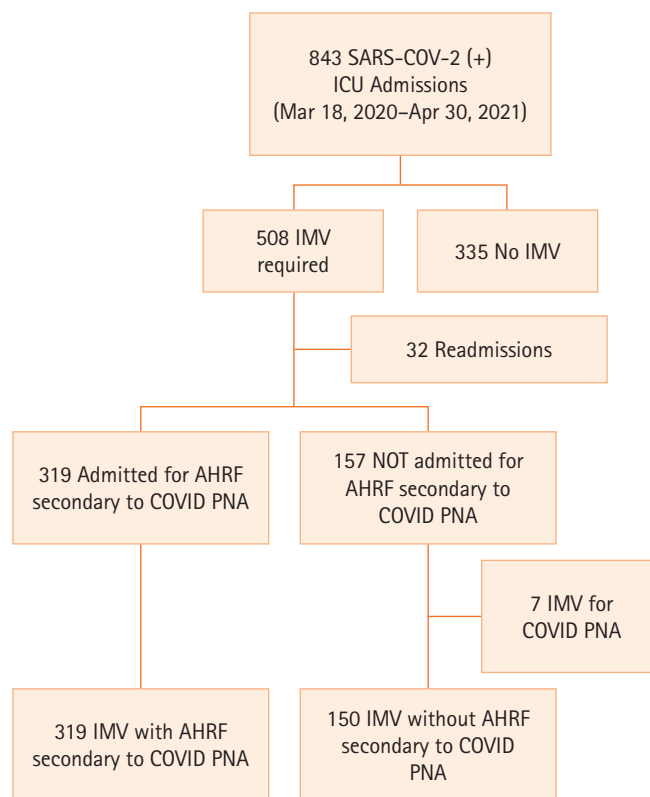 843 SARS-COV-2 (+)
ICU Admissions
(Mar 18, 2020–Apr 30, 2021)
508 IMV
required
335 No IMV
32 Readmissions
319 Admitted for AHRF
secondary to COVID PNA
157 NOT admitted for
AHRF secondary to
COVID PNA
7 IMV for
COVID PNA
319 IMV with AHRF
secondary to COVID PNA
150 IMV without AHRF
secondary to COVID
PNA